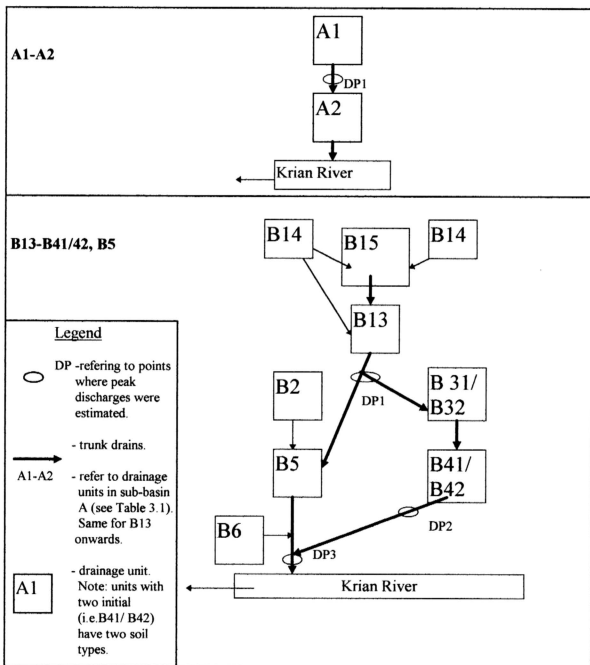 A1-A2
A1
DP1
A2
Krian River
B13-B41/42, B5
B14
B15
B14
B13
DP1
B 31/
B32
B2
B5
B41/
B42
DP2
B6
DP3
Krian River
Legend
DP -refering to points
where peak
discharges were
estimated.
- trunk drains.
A1-A2
- refer to drainage
units in sub-basin
A (see Table 3.1).
Same for B13
onwards.
A1
- drainage unit.
Note: units with
two initial
(i.e.B41/ B42)
have two soil
types.